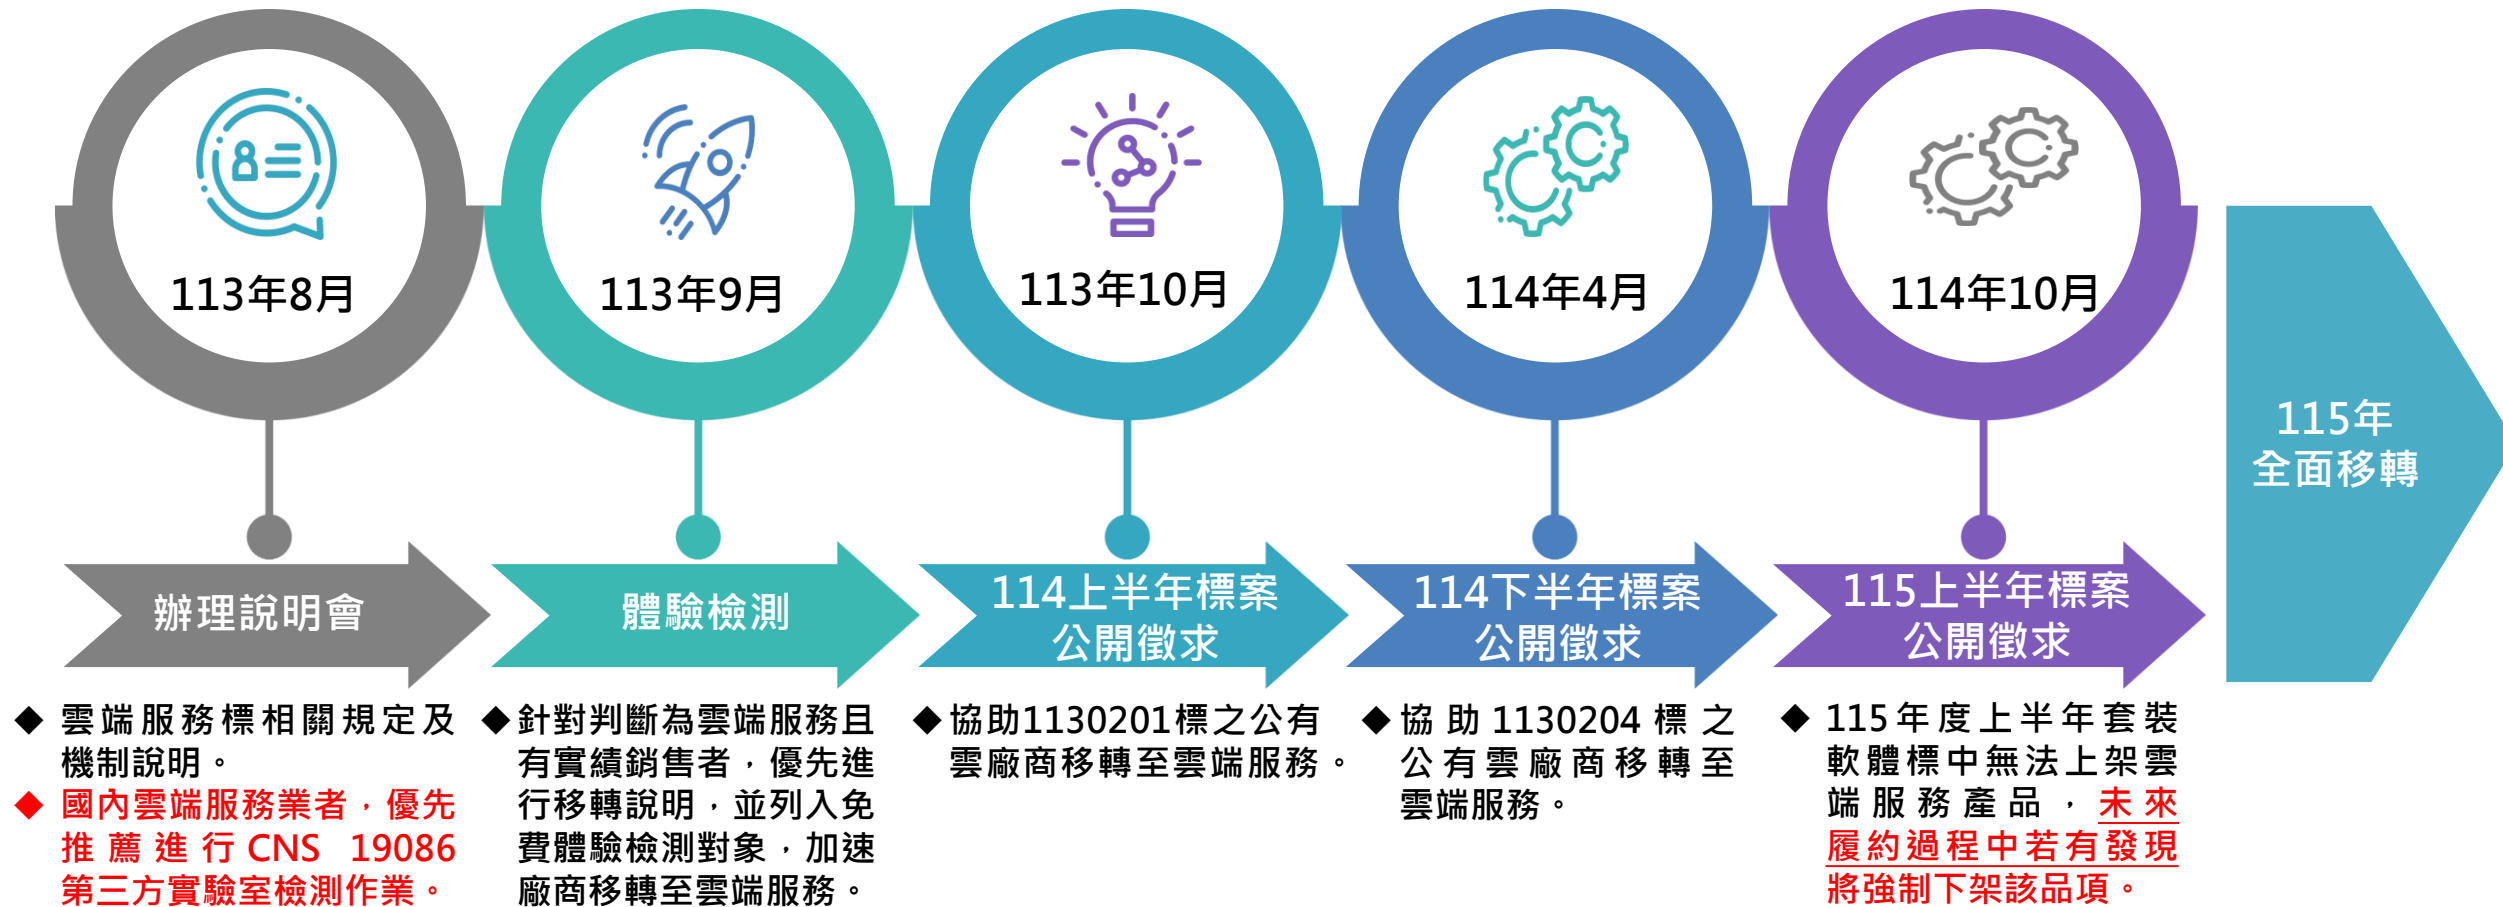 113年8月
113年9月
113年10月
114年4月
114年10月
115年
全面移轉
辦理說明會
體驗檢測
114上半年標案
公開徵求
114下半年標案
公開徵求
115上半年標案
公開徵求
◆ 雲端服務標相關規定及
機制說明。
◆ 國內雲端服務業者，優先
推薦進行CNS 19086
第三方實驗室檢測作業。
◆ 針對判斷為雲端服務且
有實績銷售者，優先進
行移轉說明，並列入免
費體驗檢測對象，加速
廠商移轉至雲端服務。
◆ 協助1130201標之公有
雲廠商移轉至雲端服務。
◆ 協助1130204標之
公有雲廠商移轉至
雲端服務。
◆ 115年度上半年套裝
軟體標中無法上架雲
端服務產品，未來
履約過程中若有發現
將強制下架該品項。